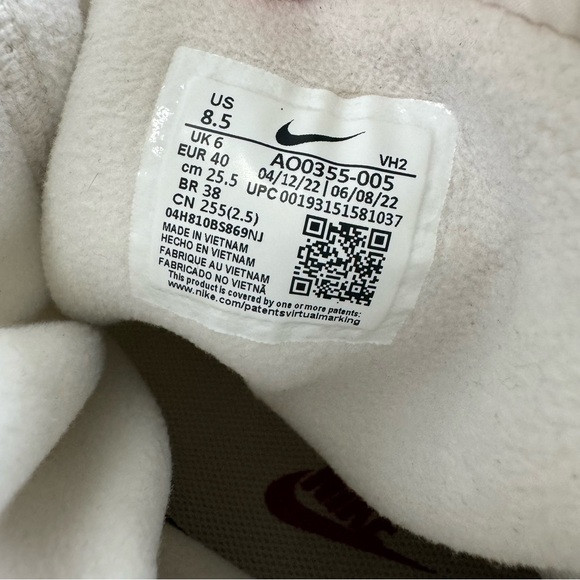 US
8.5
UK 6
EUR 40
cm 25.5
BR 38
CN 255(2.5)
VH2
AO0355-005
04/12/22 | 06/08/22
UPC 00193151581037
04H810BS869NJ
MADE IN VIETNAM
HECHO EN VIETNAM
FABRIQUE AU VIETNAM
FABRICADO NO VIETNÃ
This product is covered by one or more patents:
www.nike.com/patentsvirtualmarking
NIKE